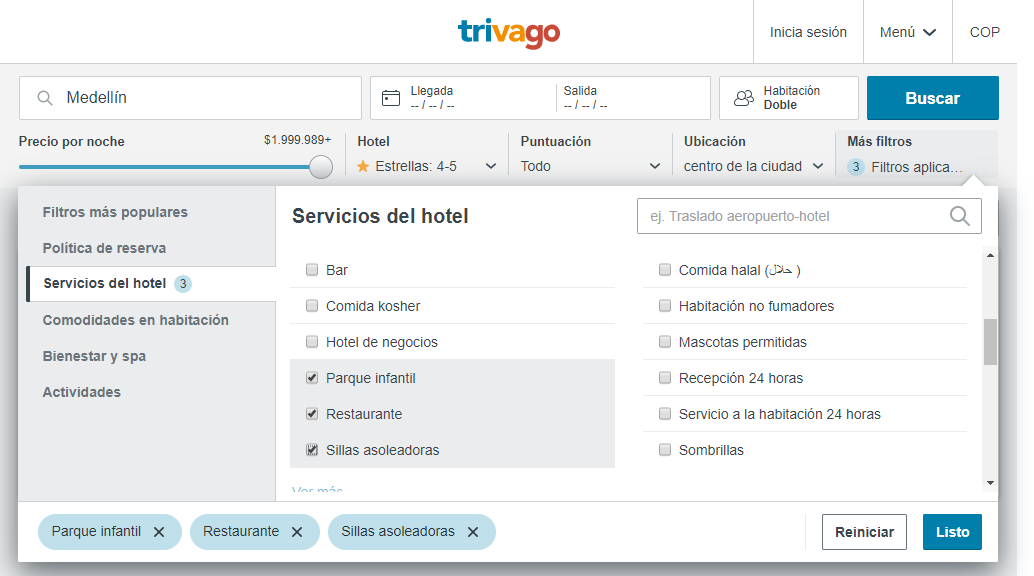 trivago
Inicia sesión
Menú
COP
Medellín
Llegada
-- / -- / --
Salida
-- / -- / --
Habitación
Doble
Buscar
Precio por noche
$1.999.989+
Hotel
Estrellas: 4-5
Puntuación
Todo
Ubicación
centro de la ciudad
Más filtros
3 Filtros aplica...
Filtros más populares
Política de reserva
Servicios del hotel 3
Comodidades en habitación
Bienestar y spa
Actividades
Servicios del hotel
ej. Traslado aeropuerto-hotel
Bar
Comida kosher
Hotel de negocios
Parque infantil
Restaurante
Sillas asoleadoras
Ver más
Comida halal (حلال)
Habitación no fumadores
Mascotas permitidas
Recepción 24 horas
Servicio a la habitación 24 horas
Sombrillas
Parque infantil
Restaurante
Sillas asoleadoras
Reiniciar
Listo